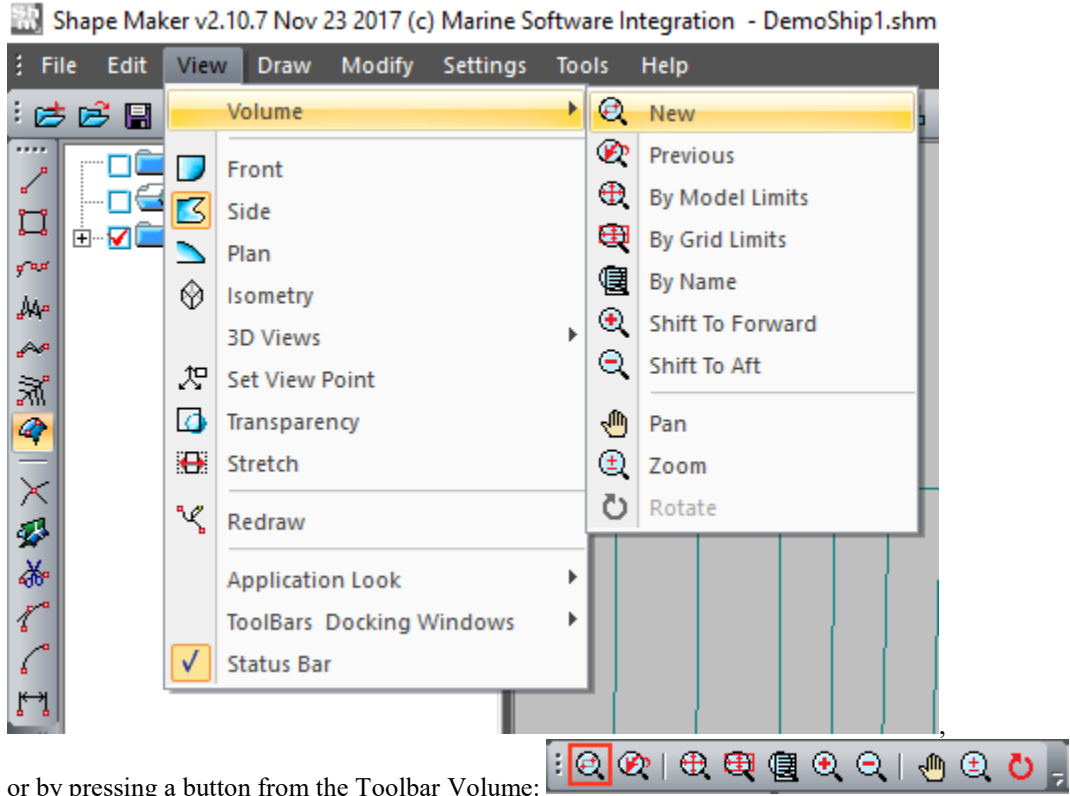 Shape Maker v2.10.7 Nov 23 2017 (c) Marine Software Integration - DemoShip1.shm
File Edit View Draw Modify Settings Tools Help
Volume
Front
Side
Plan
Isometry
3D Views
Set View Point
Transparency
Stretch
Redraw
Application Look
ToolBars Docking Windows
Status Bar
New
Previous
By Model Limits
By Grid Limits
By Name
Shift To Forward
Shift To Aft
Pan
Zoom
Rotate
,
or by pressing a button from the Toolbar Volume: